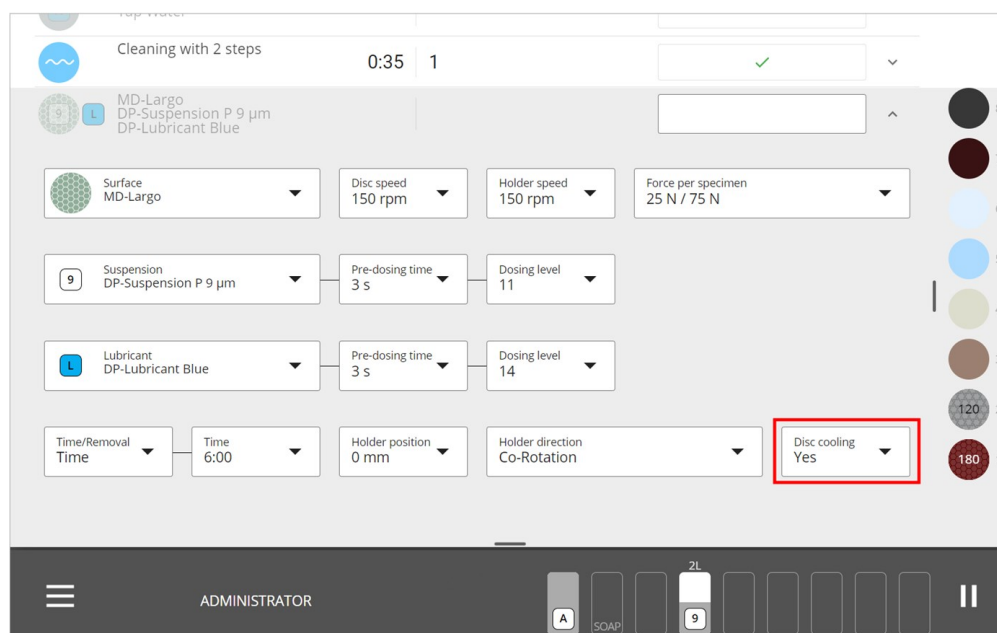 Tap Water
Cleaning with 2 steps
0:35 1
MD-Largo
DP-Suspension P 9 µm
DP-Lubricant Blue
9 L
Surface
MD-Largo
Disc speed
150 rpm
Holder speed
150 rpm
Force per specimen
25 N / 75 N
9
Suspension
DP-Suspension P 9 µm
Pre-dosing time
3 s
Dosing level
11
L
Lubricant
DP-Lubricant Blue
Pre-dosing time
3 s
Dosing level
14
Time/Removal
Time
Time
6:00
Holder position
0 mm
Holder direction
Co-Rotation
Disc cooling
Yes
120
180
ADMINISTRATOR
A
SOAP
2L
9